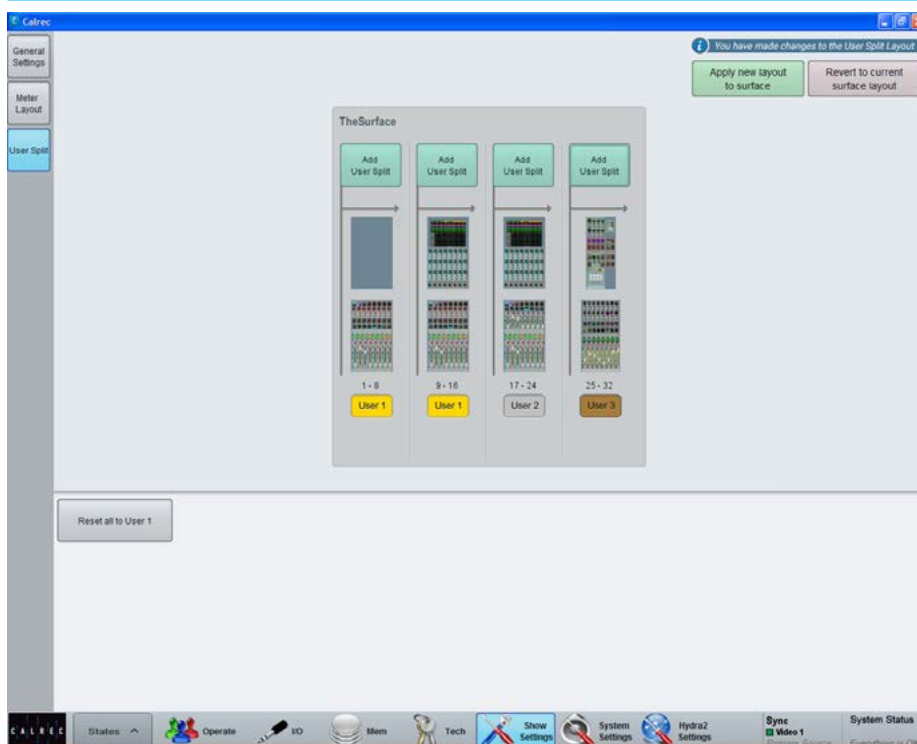 Calrec
General
Settings
Meter
Layout
User Split
You have made changes to the User Split Layout
Apply new layout
to surface
Revert to current
surface layout
TheSurface
Add
User Split
Add
User Split
Add
User Split
Add
User Split
1 - 8
9 - 16
17 - 24
25 - 32
User 1
User 1
User 2
User 3
Reset all to User 1
CALREC
States
Operate
I/O
Mem
Tech
Show
Settings
System
Settings
Hydra2
Settings
Sync
Video 1
System Status